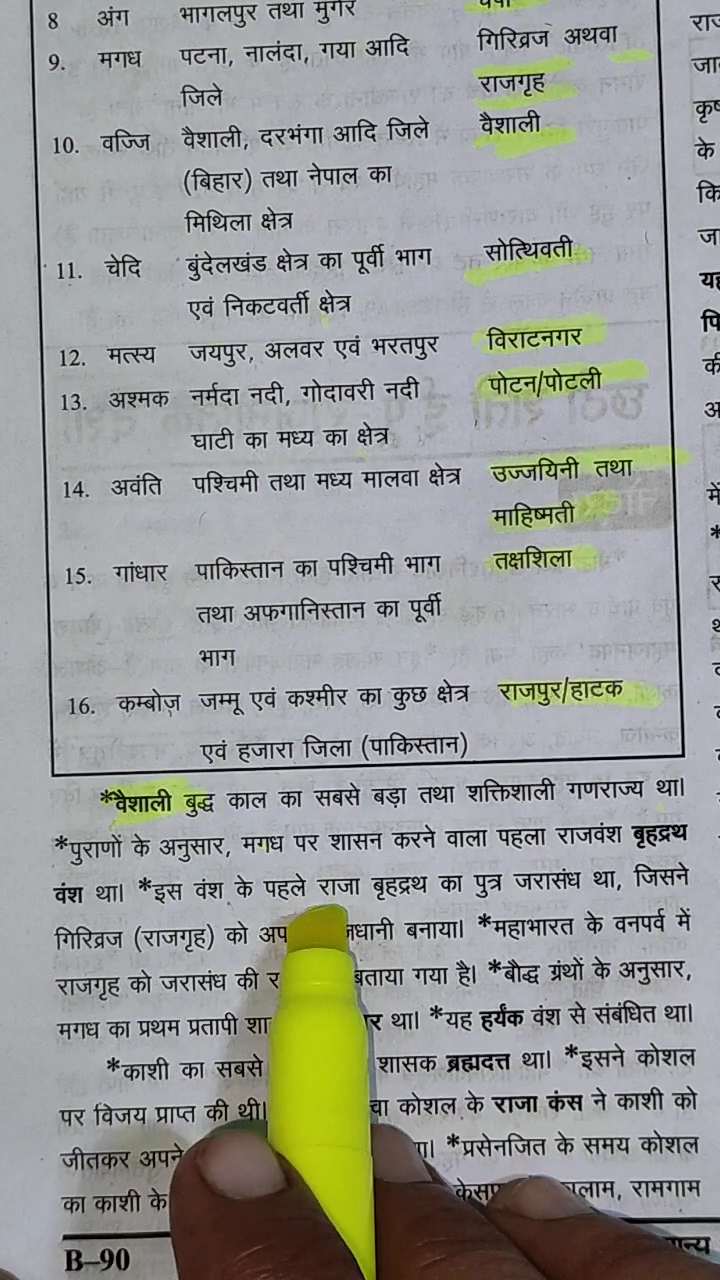 8 अंग भागलपुर तथा मुंगेर चंपा
9. मगध पटना, नालंदा, गया आदि गिरिव्रज अथवा
जिले राजगृह
10. वज्जि वैशाली, दरभंगा आदि जिले वैशाली
(बिहार) तथा नेपाल का
मिथिला क्षेत्र
11. चेदि बुंदेलखंड क्षेत्र का पूर्वी भाग सोत्थिवती
एवं निकटवर्ती क्षेत्र
12. मत्स्य जयपुर, अलवर एवं भरतपुर विराटनगर
13. अश्मक नर्मदा नदी, गोदावरी नदी पोटन/पोटली
घाटी का मध्य का क्षेत्र
14. अवंति पश्चिमी तथा मध्य मालवा क्षेत्र उज्जयिनी तथा
माहिष्मती
15. गांधार पाकिस्तान का पश्चिमी भाग तक्षशिला
तथा अफगानिस्तान का पूर्वी
भाग
16. कम्बोज़ जम्मू एवं कश्मीर का कुछ क्षेत्र राजपुर/हाटक
एवं हजारा जिला (पाकिस्तान)
*वैशाली बुद्ध काल का सबसे बड़ा तथा शक्तिशाली गणराज्य था।
*पुराणों के अनुसार, मगध पर शासन करने वाला पहला राजवंश बृहद्रथ
वंश था। *इस वंश के पहले राजा बृहद्रथ का पुत्र जरासंध था, जिसने
गिरिव्रज (राजगृह) को अप जधानी बनाया। *महाभारत के वनपर्व में
राजगृह को जरासंध की र बताया गया है। *बौद्ध ग्रंथों के अनुसार,
मगध का प्रथम प्रतापी शा र था। *यह हर्यंक वंश से संबंधित था।
*काशी का सबसे शासक ब्रह्मदत्त था। *इसने कोशल
पर विजय प्राप्त की थी। कोशल के राजा कंस ने काशी को
जीतकर अपने *प्रसेनजित के समय कोशल
का काशी के रामगाम
B–90